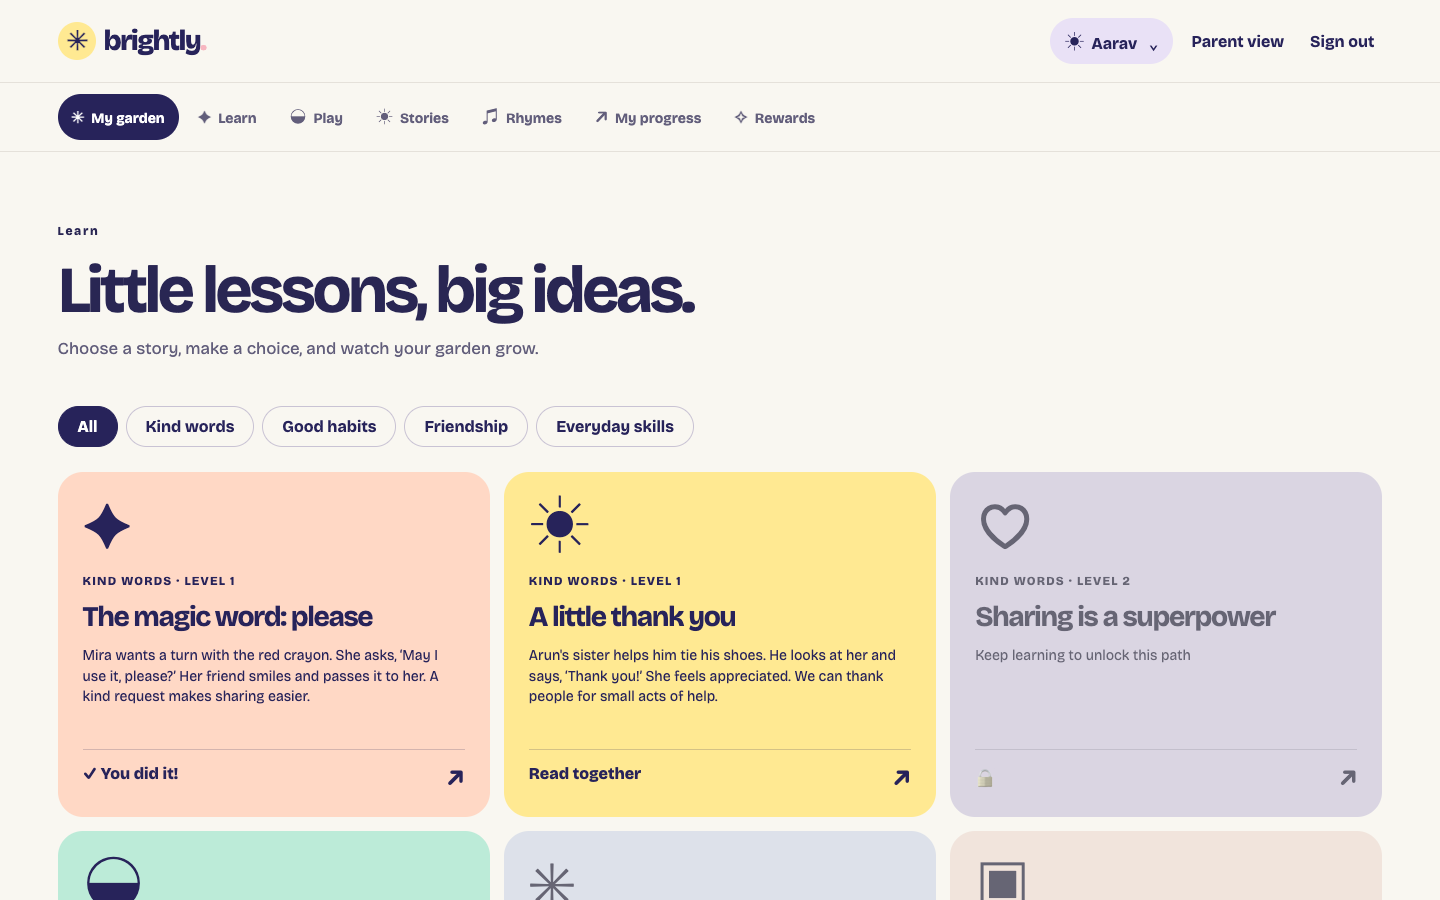 brightly.
Aarav
Parent view
Sign out
My garden
Learn
Play
Stories
Rhymes
My progress
Rewards
Learn
Little lessons, big ideas.
Choose a story, make a choice, and watch your garden grow.
All
Kind words
Good habits
Friendship
Everyday skills
KIND WORDS · LEVEL 1
The magic word: please
Mira wants a turn with the red crayon. She asks, ‘May I
use it, please?’ Her friend smiles and passes it to her. A
kind request makes sharing easier.
✓ You did it!
KIND WORDS · LEVEL 1
A little thank you
Arun's sister helps him tie his shoes. He looks at her and
says, ‘Thank you!’ She feels appreciated. We can thank
people for small acts of help.
Read together
KIND WORDS · LEVEL 2
Sharing is a superpower
Keep learning to unlock this path